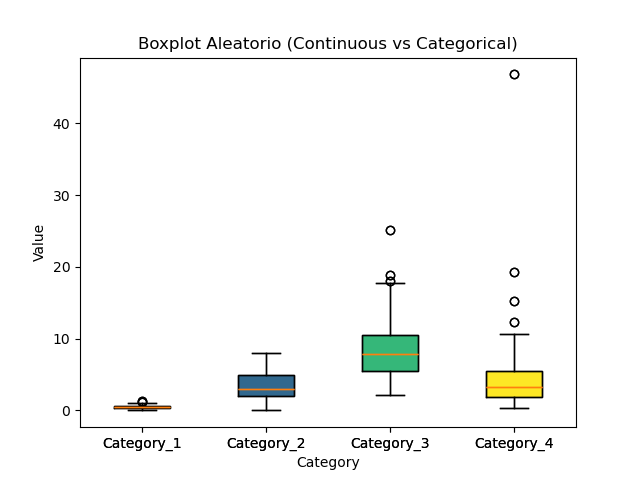 Boxplot Aleatorio (Continuous vs Categorical)
Value
40
30
20
10
0
Category_1 Category_2 Category_3 Category_4
Category